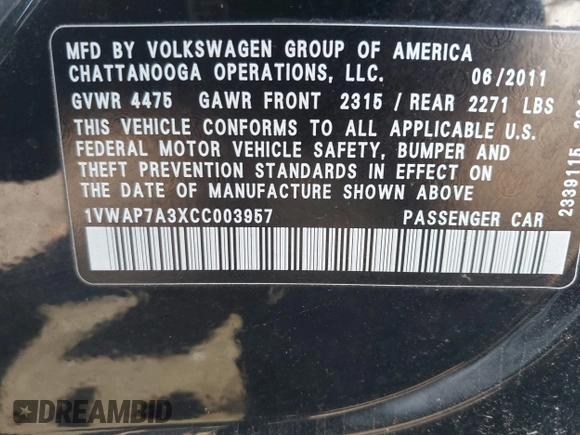 MFD BY VOLKSWAGEN GROUP OF AMERICA
CHATTANOOGA OPERATIONS, LLC. 06/2011
GVWR 4475 GAWR FRONT 2315 / REAR 2271 LBS
THIS VEHICLE CONFORMS TO ALL APPLICABLE U.S.
FEDERAL MOTOR VEHICLE SAFETY, BUMPER AND
THEFT PREVENTION STANDARDS IN EFFECT ON
THE DATE OF MANUFACTURE SHOWN ABOVE
1VWAP7A3XCC003957 PASSENGER CAR
2339115
DREAMBID